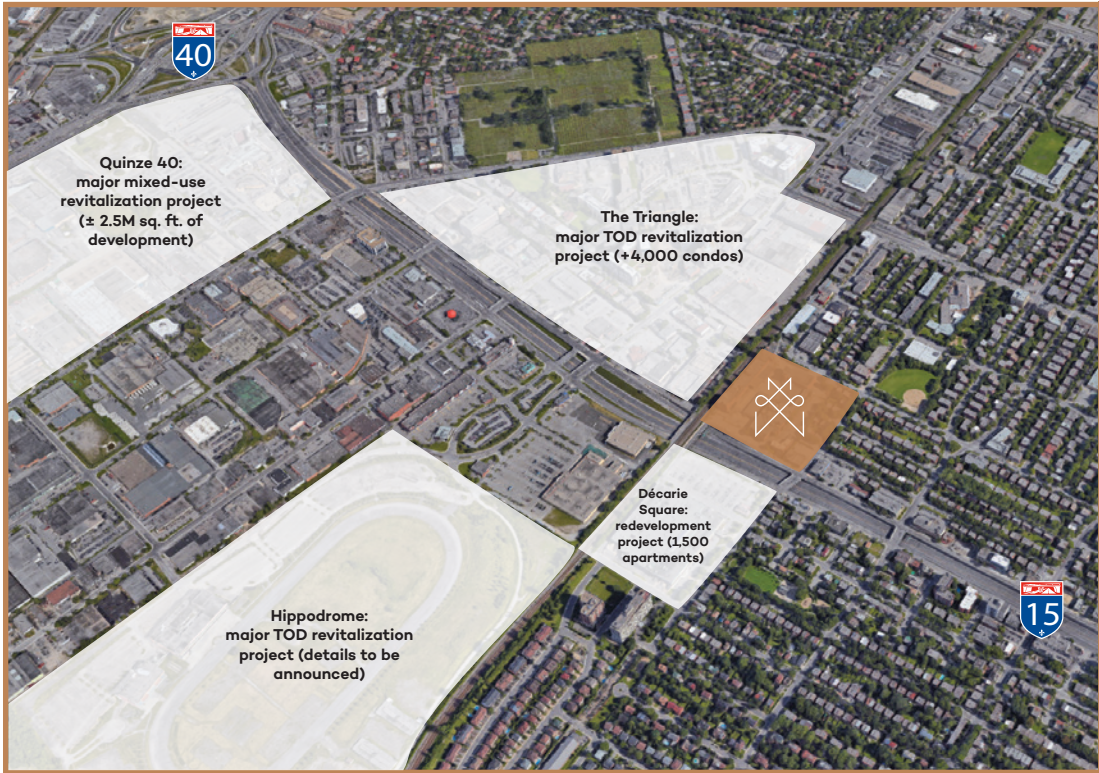 40
Quinze 40:
major mixed-use
revitalization project
(± 2.5M sq. ft. of
development)
The Triangle:
major TOD revitalization
project (+4,000 condos)
Décarie
Square:
redevelopment
project (1,500
apartments)
Hippodrome:
major TOD revitalization
project (details to be
announced)
15